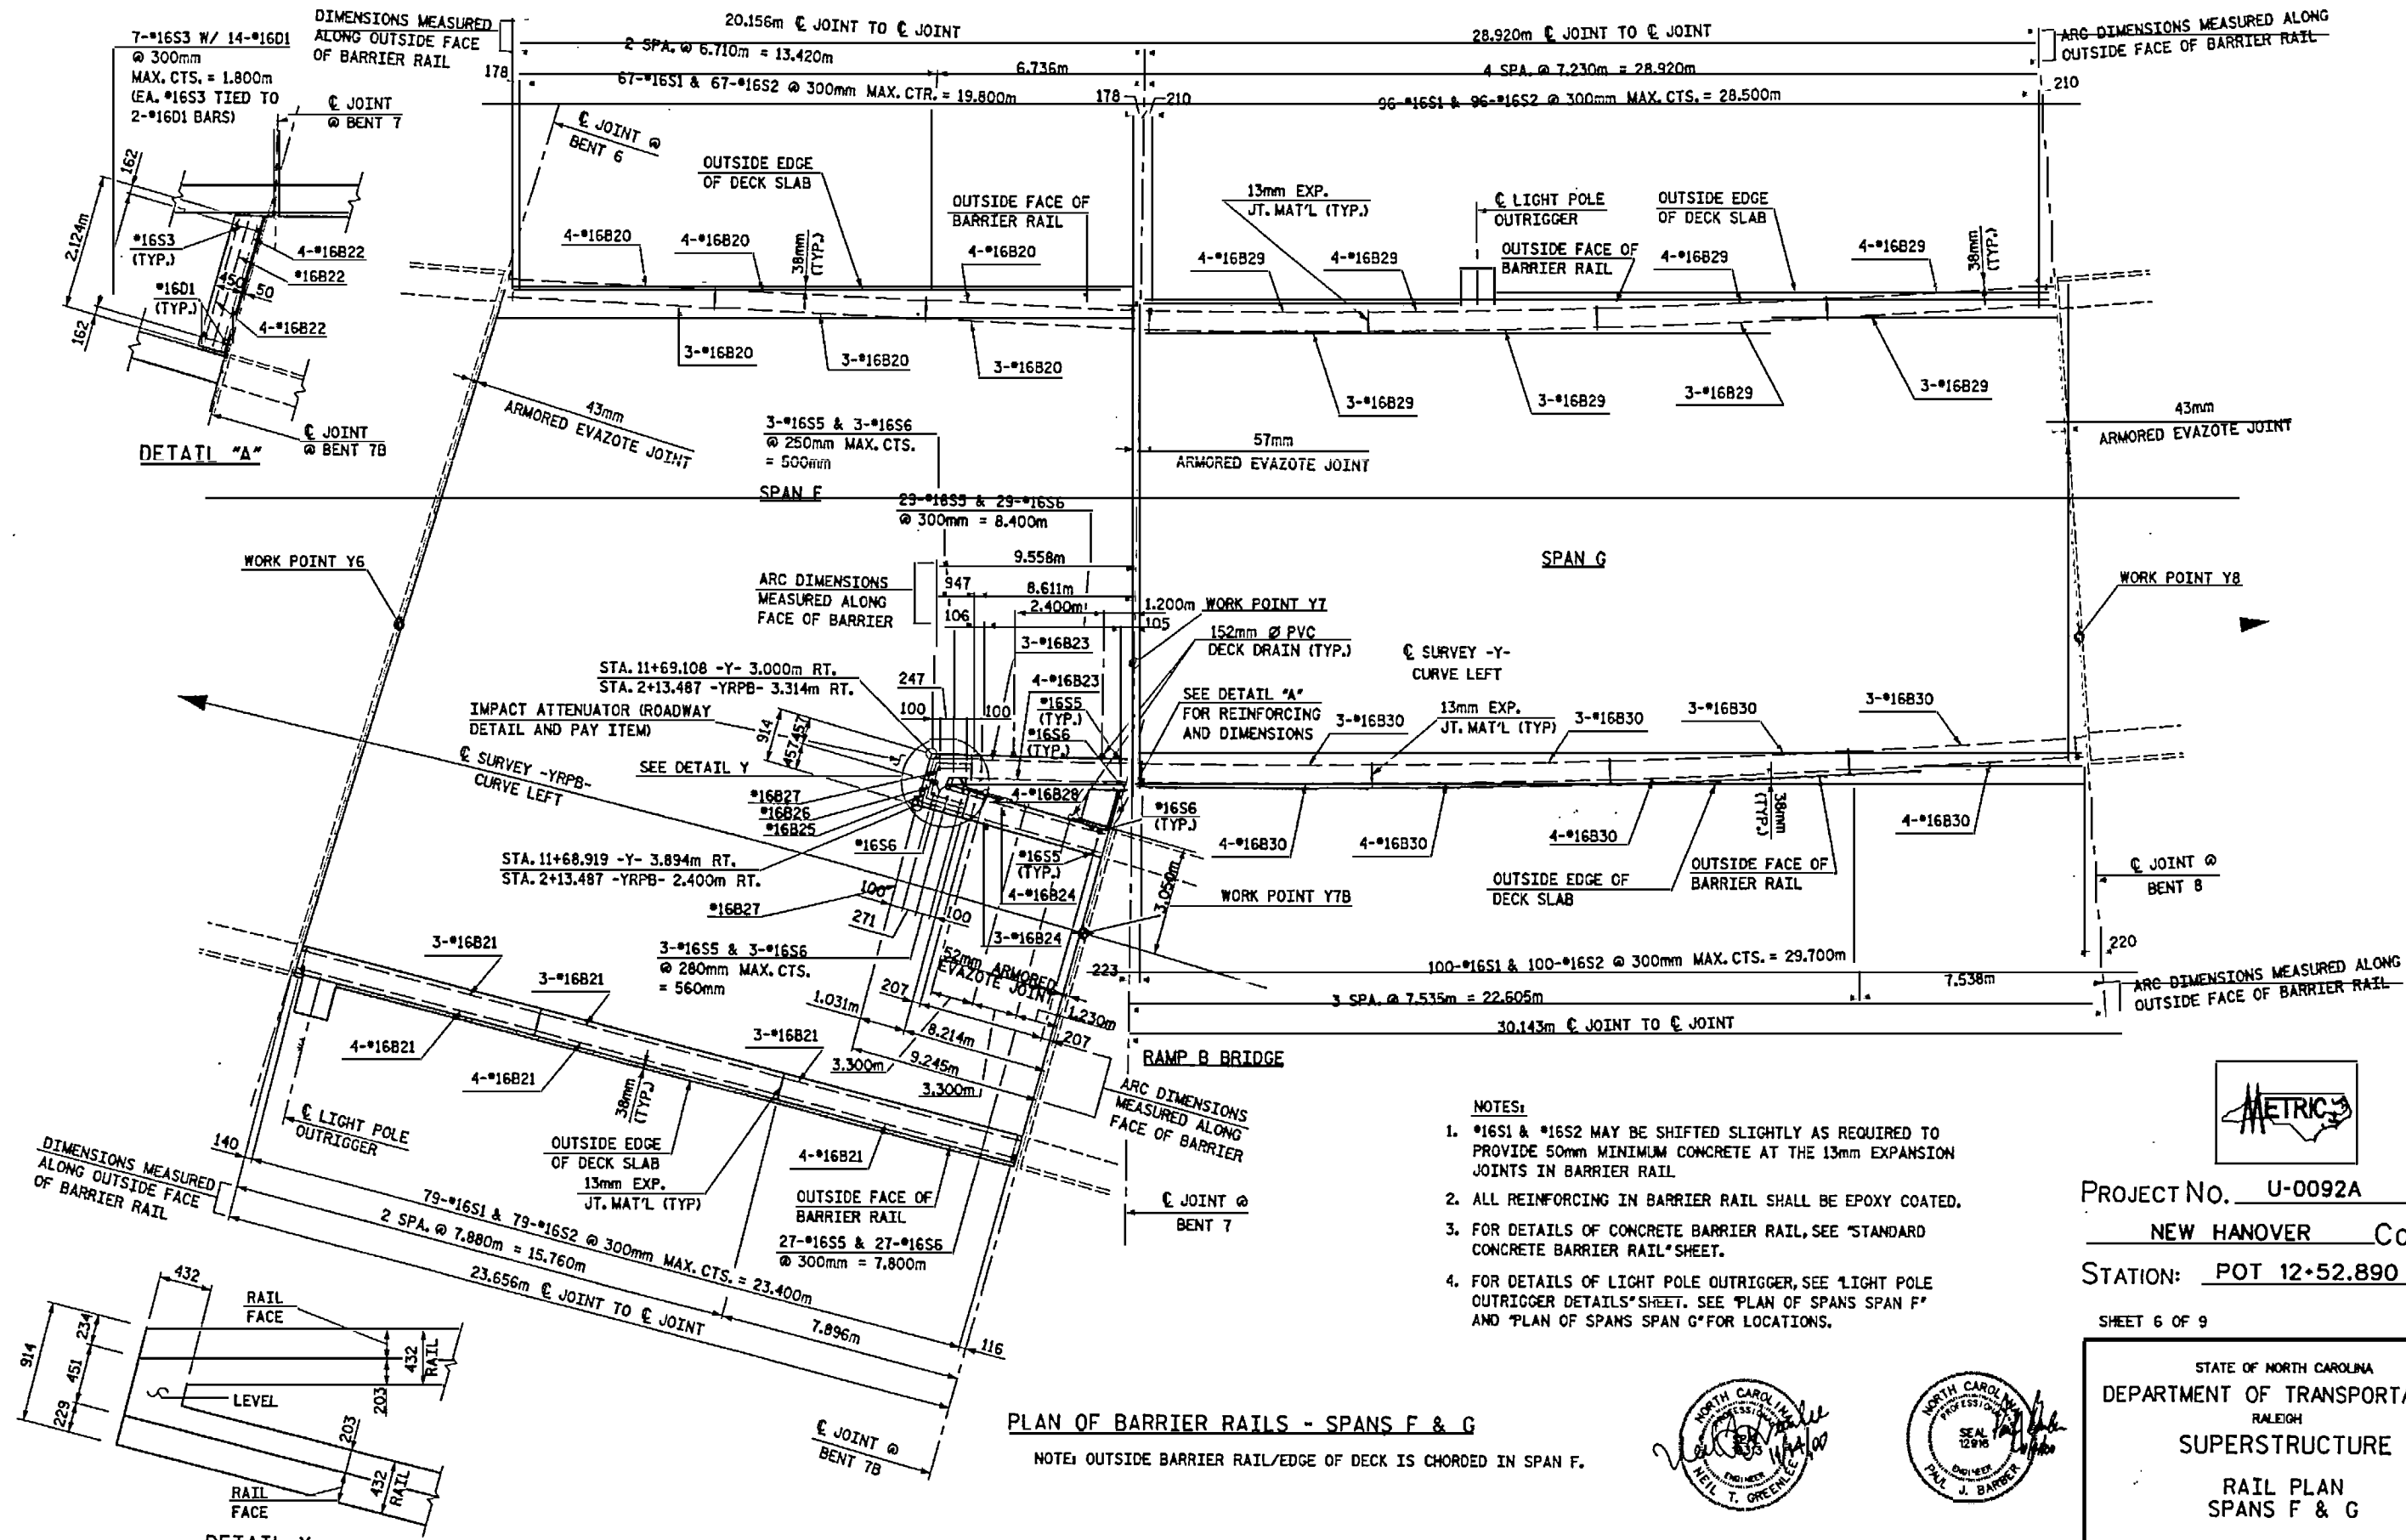 7-#16S3 W/ 14-#16D1
@ 300mm
MAX. CTS. = 1.800m
(EA. #16S3 TIED TO
2-#16D1 BARS)
DIMENSIONS MEASURED
ALONG OUTSIDE FACE
OF BARRIER RAIL
178
20.156m ℄ JOINT TO ℄ JOINT
2 SPA. @ 6.710m = 13.420m
6.736m
67-#16S1 & 67-#16S2 @ 300mm MAX. CTR. = 19.800m
178
210
28.920m ℄ JOINT TO ℄ JOINT
4 SPA. @ 7.230m = 28.920m
96-#16S1 & 96-#16S2 @ 300mm MAX. CTS. = 28.500m
ARC DIMENSIONS MEASURED ALONG
OUTSIDE FACE OF BARRIER RAIL
210
℄ JOINT
@ BENT 7
162
2.124m
162
#16S3
(TYP.)
4-#16B22
#16B22
450
50
#16D1
(TYP.)
4-#16B22
℄ JOINT
@ BENT 7B
DETAIL "A"
℄ JOINT @
BENT 6
OUTSIDE EDGE
OF DECK SLAB
OUTSIDE FACE OF
BARRIER RAIL
4-#16B20
4-#16B20
38mm
(TYP.)
4-#16B20
3-#16B20
3-#16B20
3-#16B20
13mm EXP.
JT. MAT'L (TYP.)
℄ LIGHT POLE
OUTRIGGER
OUTSIDE EDGE
OF DECK SLAB
OUTSIDE FACE OF
BARRIER RAIL
4-#16B29
4-#16B29
4-#16B29
4-#16B29
38mm
(TYP.)
3-#16B29
3-#16B29
3-#16B29
3-#16B29
43mm
ARMORED EVAZOTE JOINT
57mm
ARMORED EVAZOTE JOINT
43mm
ARMORED EVAZOTE JOINT
3-#16S5 & 3-#16S6
@ 250mm MAX. CTS.
= 500mm
SPAN F
29-#16S5 & 29-#16S6
@ 300mm = 8.400m
SPAN G
WORK POINT Y6
WORK POINT Y8
ARC DIMENSIONS
MEASURED ALONG
FACE OF BARRIER
9.558m
947
8.611m
2.400m
1.200m
106
105
WORK POINT Y7
152mm Ø PVC
DECK DRAIN (TYP.)
3-#16B23
4-#16B23
℄ SURVEY -Y-
CURVE LEFT
STA. 11+69.108 -Y- 3.000m RT.
STA. 2+13.487 -YRPB- 3.314m RT.
247
100
100
IMPACT ATTENUATOR (ROADWAY
DETAIL AND PAY ITEM)
914
457
457
#16S5
(TYP.)
#16S6
(TYP.)
SEE DETAIL "A"
FOR REINFORCING
AND DIMENSIONS
3-#16B30
13mm EXP.
JT. MAT'L (TYP)
3-#16B30
3-#16B30
3-#16B30
℄ SURVEY -YRPB-
CURVE LEFT
SEE DETAIL Y
#16B27
#16B26
#16B25
4-#16B28
#16S6
(TYP.)
#16S6
#16S5
(TYP.)
4-#16B24
STA. 11+68.919 -Y- 3.894m RT.
STA. 2+13.487 -YRPB- 2.400m RT.
4-#16B30
4-#16B30
4-#16B30
38mm
(TYP.)
4-#16B30
OUTSIDE EDGE OF
DECK SLAB
OUTSIDE FACE OF
BARRIER RAIL
℄ JOINT @
BENT 8
100
#16B27
271
100
3-#16B24
3.050m
WORK POINT Y7B
3-#16B21
3-#16B21
3-#16S5 & 3-#16S6
@ 280mm MAX. CTS.
= 560mm
52mm ARMORED
EVAZOTE JOINT
223
100-#16S1 & 100-#16S2 @ 300mm MAX. CTS. = 29.700m
220
3 SPA. @ 7.535m = 22.605m
7.538m
30.143m ℄ JOINT TO ℄ JOINT
ARC DIMENSIONS MEASURED ALONG
OUTSIDE FACE OF BARRIER RAIL
1.031m
207
1.230m
207
8.214m
9.245m
3.300m
3.300m
RAMP B BRIDGE
3-#16B21
4-#16B21
4-#16B21
38mm
(TYP.)
4-#16B21
ARC DIMENSIONS
MEASURED ALONG
FACE OF BARRIER
℄ LIGHT POLE
OUTRIGGER
140
DIMENSIONS MEASURED
ALONG OUTSIDE FACE
OF BARRIER RAIL
OUTSIDE EDGE
OF DECK SLAB
13mm EXP.
JT. MAT'L (TYP)
OUTSIDE FACE OF
BARRIER RAIL
27-#16S5 & 27-#16S6
@ 300mm = 7.800m
℄ JOINT @
BENT 7
79-#16S1 & 79-#16S2 @ 300mm MAX. CTS. = 23.400m
2 SPA. @ 7.880m = 15.760m
7.896m
116
23.656m ℄ JOINT TO ℄ JOINT
℄ JOINT @
BENT 7B
432
RAIL
FACE
914
234
451
229
LEVEL
432
RAIL
203
203
432
RAIL
RAIL
FACE
DETAIL Y
PLAN OF BARRIER RAILS - SPANS F & G
NOTE: OUTSIDE BARRIER RAIL/EDGE OF DECK IS CHORDED IN SPAN F.
NOTES:
1. #16S1 & #16S2 MAY BE SHIFTED SLIGHTLY AS REQUIRED TO
PROVIDE 50mm MINIMUM CONCRETE AT THE 13mm EXPANSION
JOINTS IN BARRIER RAIL
2. ALL REINFORCING IN BARRIER RAIL SHALL BE EPOXY COATED.
3. FOR DETAILS OF CONCRETE BARRIER RAIL, SEE "STANDARD
CONCRETE BARRIER RAIL" SHEET.
4. FOR DETAILS OF LIGHT POLE OUTRIGGER, SEE "LIGHT POLE
OUTRIGGER DETAILS" SHEET. SEE "PLAN OF SPANS SPAN F"
AND "PLAN OF SPANS SPAN G" FOR LOCATIONS.
METRIC
PROJECT NO. U-0092A
NEW HANOVER Co
STATION: POT 12+52.890
SHEET 6 OF 9
STATE OF NORTH CAROLINA
DEPARTMENT OF TRANSPORTA
RALEIGH
SUPERSTRUCTURE
RAIL PLAN
SPANS F & G
NORTH CAROLINA
NEIL T. GREENLEE
ENGINEER
NORTH CAROLINA
PROFESSIONAL
SEAL
12916
ENGINEER
PAUL J. BARBER